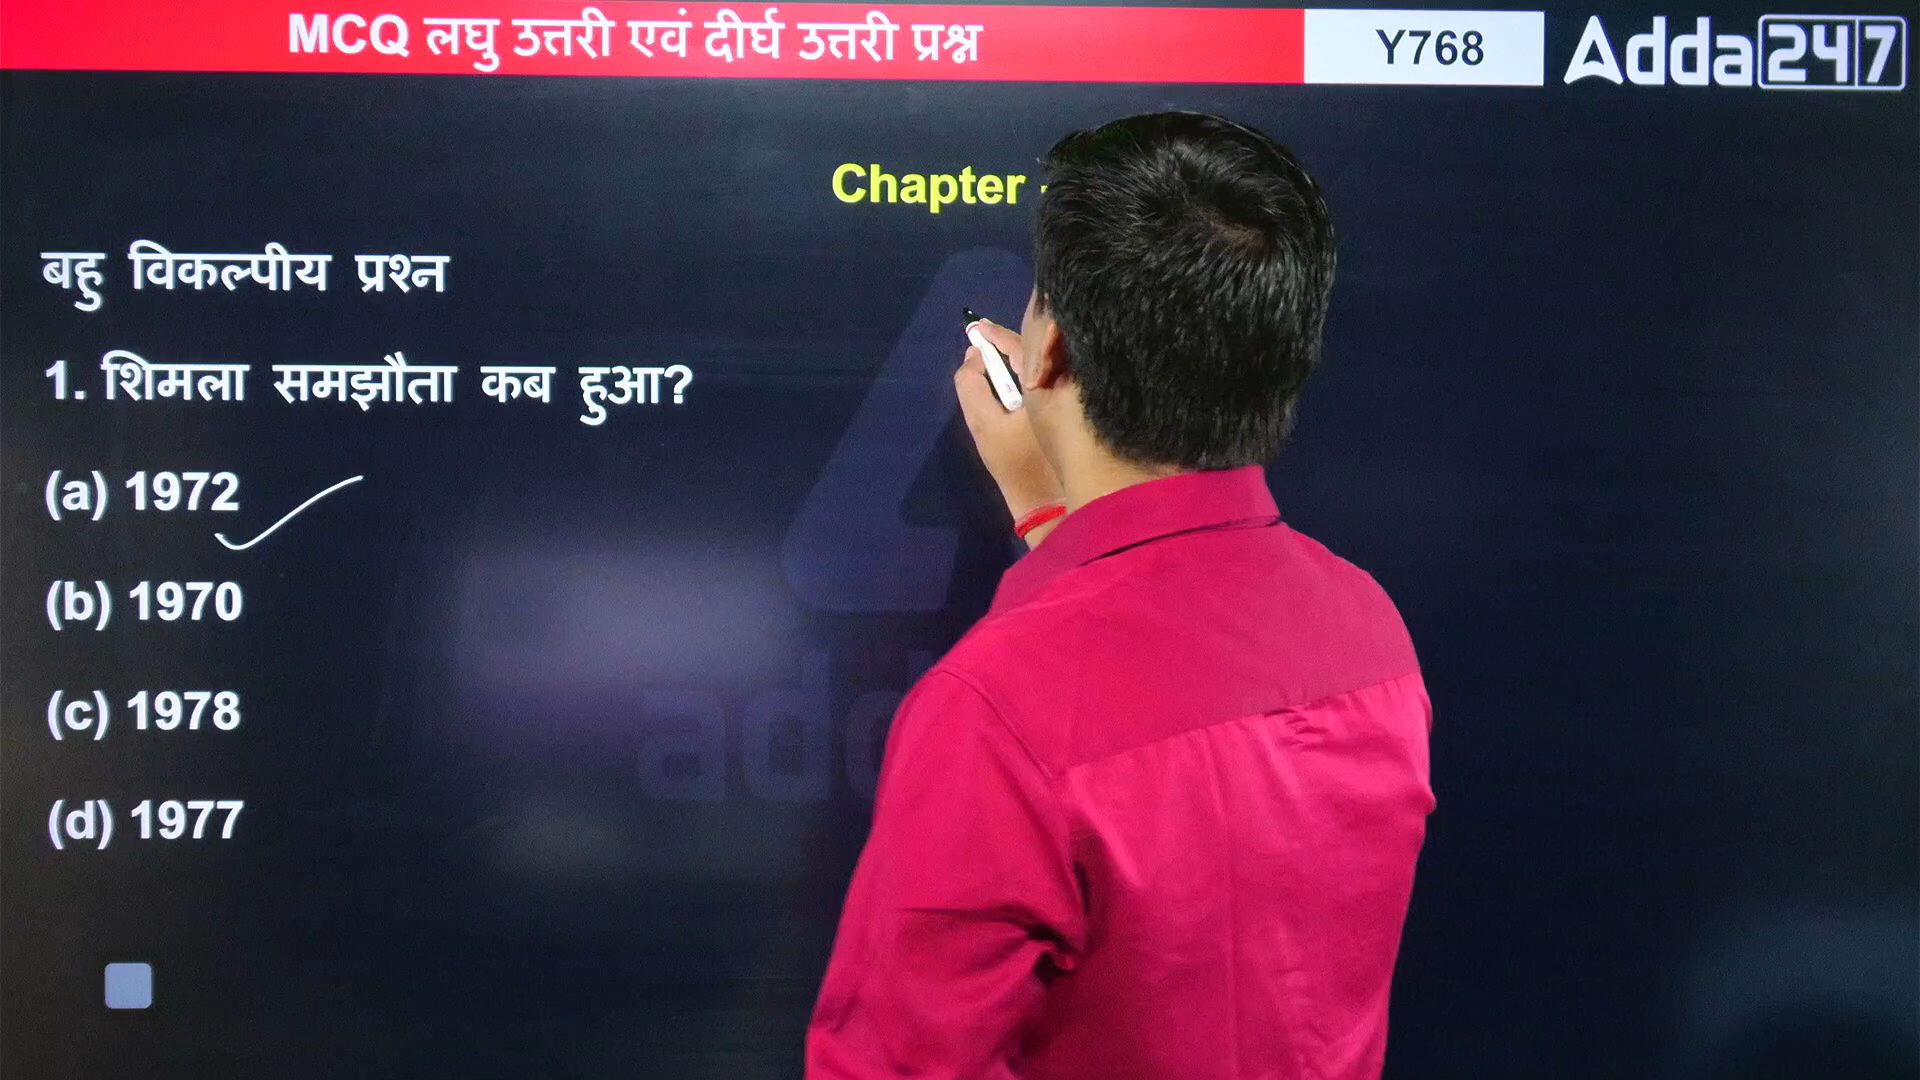 MCQ लघु उत्तरी एवं दीर्घ उत्तरी प्रश्न
Y768
Adda247
Chapter
बहु विकल्पीय प्रश्न
1. शिमला समझौता कब हुआ?
(a) 1972
(b) 1970
(c) 1978
(d) 1977
add